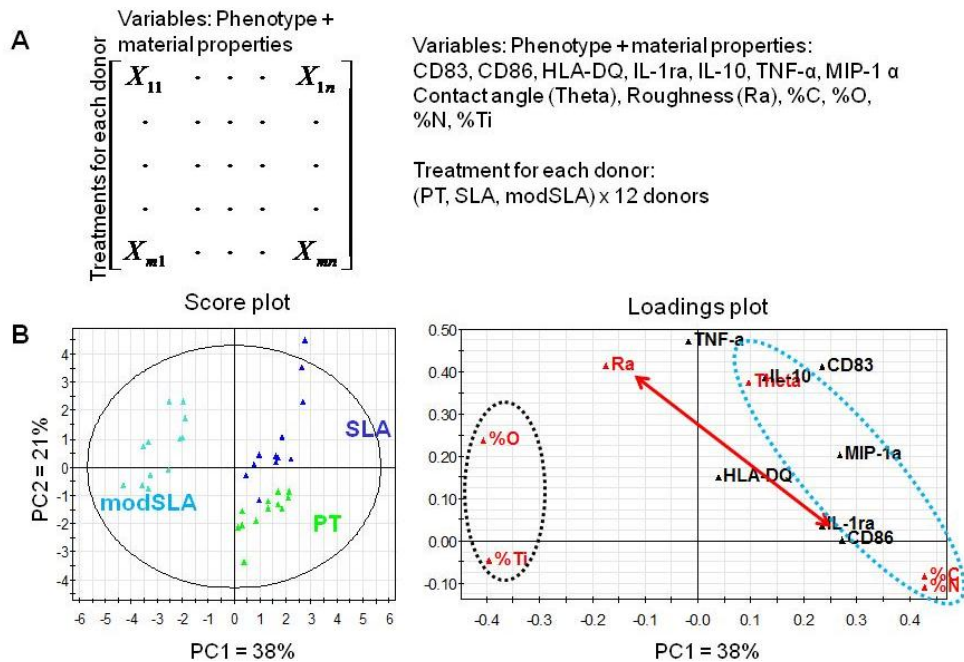 A
Variables: Phenotype +
material properties
Treatments for each donor
X11 . . . X1n
. . . . .
. . . . .
. . . . .
Xm1 . . . Xmn
Variables: Phenotype + material properties:
CD83, CD86, HLA-DQ, IL-1ra, IL-10, TNF-α, MIP-1 α
Contact angle (Theta), Roughness (Ra), %C, %O,
%N, %Ti
Treatment for each donor:
(PT, SLA, modSLA) x 12 donors
B
Score plot
PC2 = 21%
4
3
2
1
0
-1
-2
-3
-4
SLA
modSLA
PT
-6 -5 -4 -3 -2 -1 0 1 2 3 4 5 6
PC1 = 38%
Loadings plot
0.50
0.40
0.30
0.20
0.10
0.00
-0.10
TNF-a
Ra
CD83
Theta
IL-10
%O
MIP-1a
HLA-DQ
IL-1ra
CD86
%Ti
%C
%N
-0.4 -0.3 -0.2 -0.1 -0.0 0.1 0.2 0.3 0.4
PC1 = 38%